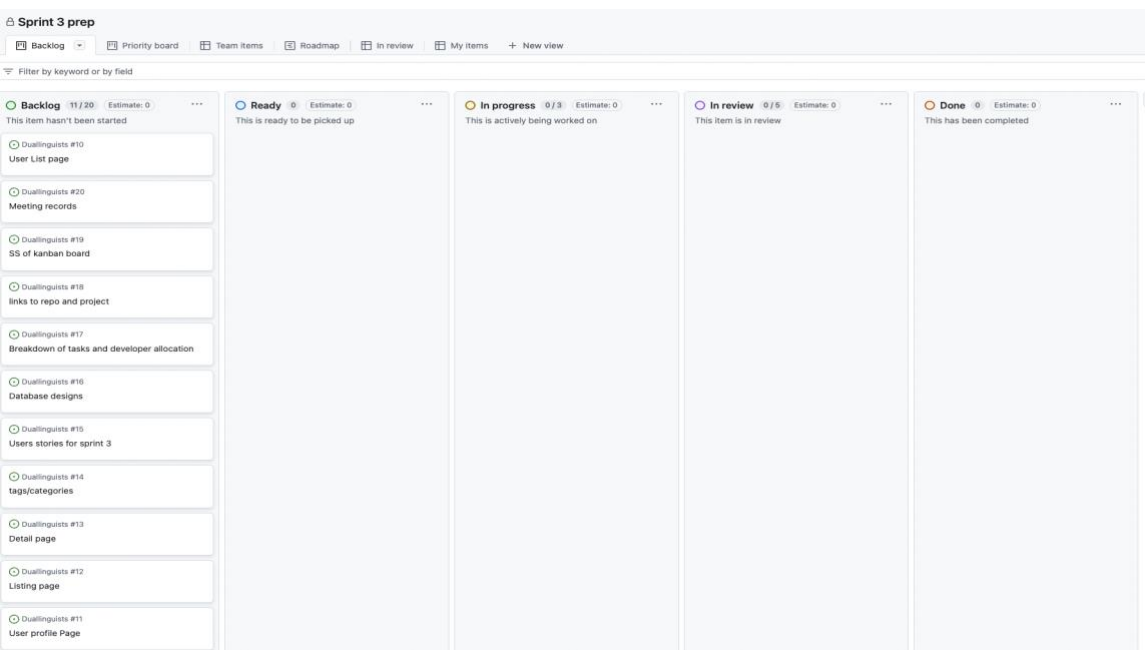 Sprint 3 prep
Backlog Priority board Team items Roadmap In review My items + New view
Filter by keyword or by field
Backlog 11 / 20 Estimate: 0 ...
This item hasn't been started
Duallinguists #10
User List page
Duallinguists #20
Meeting records
Duallinguists #19
SS of kanban board
Duallinguists #18
links to repo and project
Duallinguists #17
Breakdown of tasks and developer allocation
Duallinguists #16
Database designs
Duallinguists #15
Users stories for sprint 3
Duallinguists #14
tags/categories
Duallinguists #13
Detail page
Duallinguists #12
Listing page
Duallinguists #11
User profile Page
Ready 0 Estimate: 0 ...
This is ready to be picked up
In progress 0 / 3 Estimate: 0 ...
This is actively being worked on
In review 0 / 5 Estimate: 0 ...
This item is in review
Done 0 Estimate: 0 ...
This has been completed